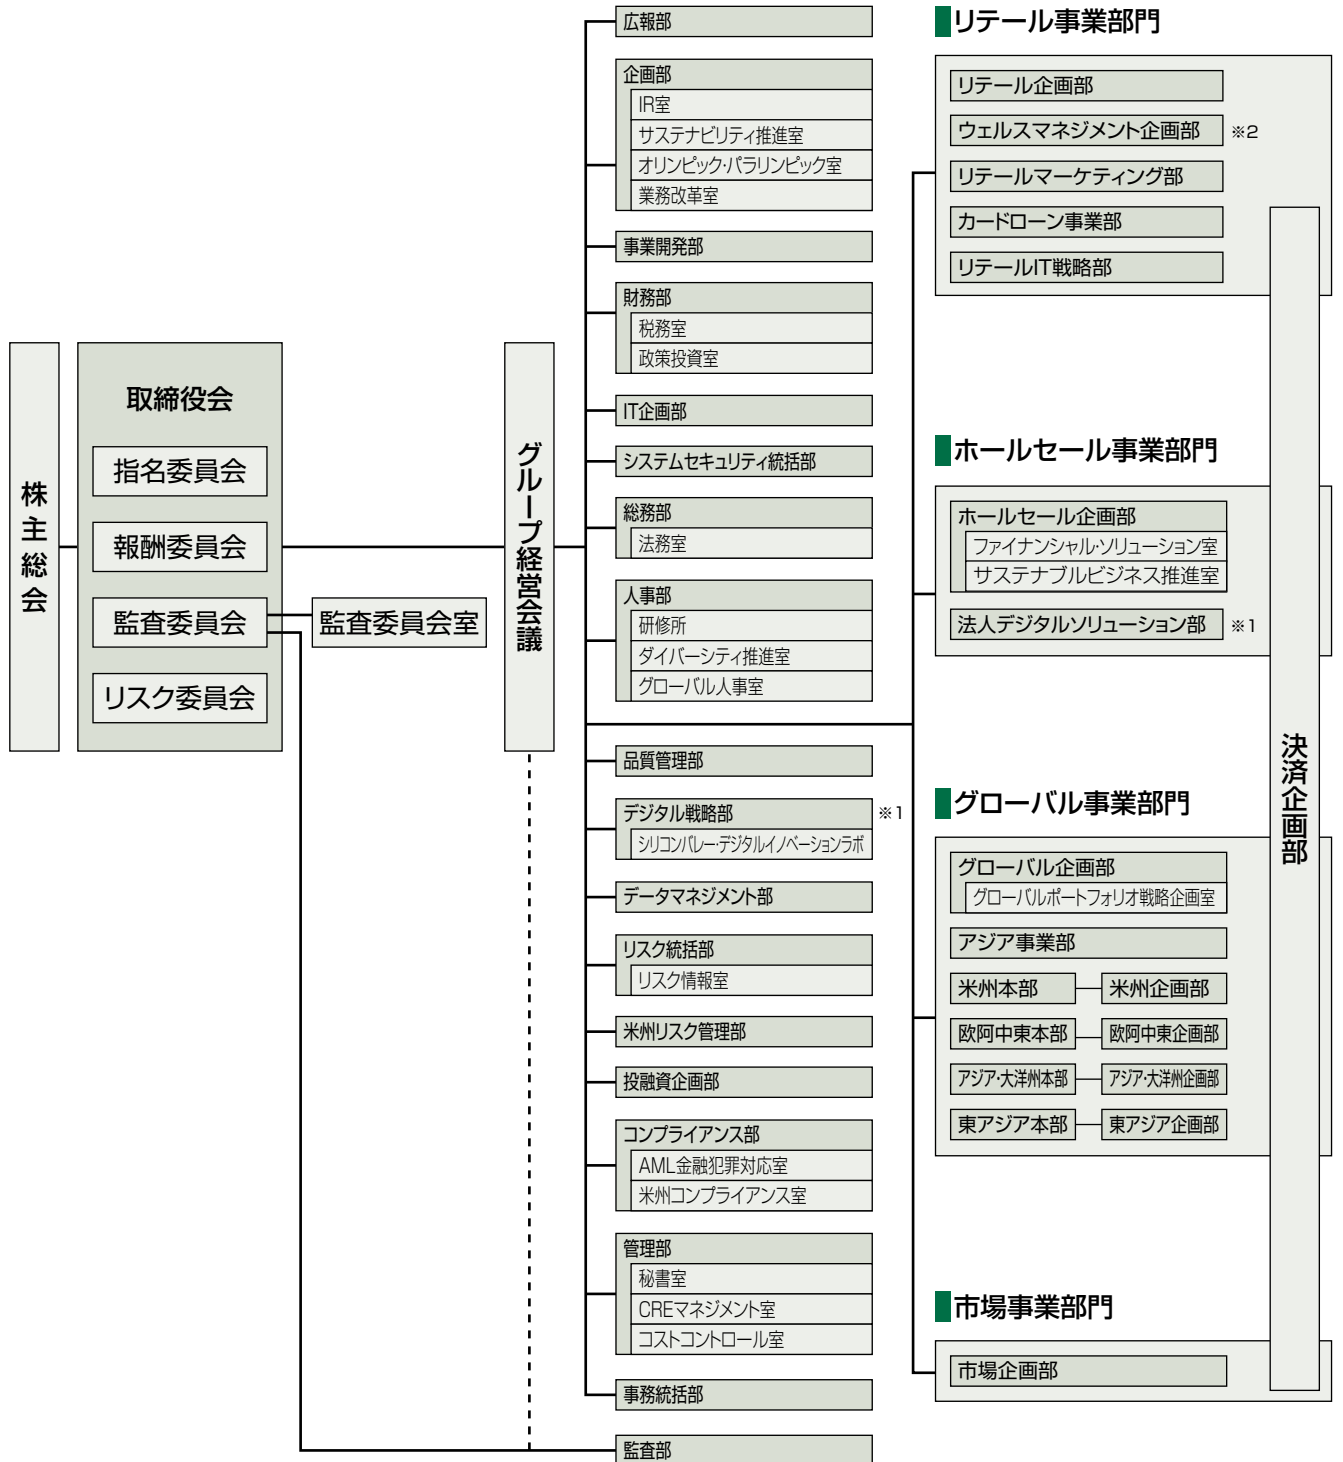 株主総会
取締役会
指名委員会
報酬委員会
監査委員会
リスク委員会
監査委員会室
グループ経営会議
広報部
企画部
IR室
サステナビリティ推進室
オリンピック・パラリンピック室
業務改革室
事業開発部
財務部
税務室
政策投資室
IT企画部
システムセキュリティ統括部
総務部
法務室
人事部
研修所
ダイバーシティ推進室
グローバル人事室
品質管理部
デジタル戦略部 ※1
シリコンバレー・デジタルイノベーションラボ
データマネジメント部
リスク統括部
リスク情報室
米州リスク管理部
投融資企画部
コンプライアンス部
AML金融犯罪対応室
米州コンプライアンス室
管理部
秘書室
CREマネジメント室
コストコントロール室
事務統括部
監査部
リテール事業部門
リテール企画部
ウェルスマネジメント企画部 ※2
リテールマーケティング部
カードローン事業部
リテールIT戦略部
ホールセール事業部門
ホールセール企画部
ファイナンシャル・ソリューション室
サステナブルビジネス推進室
法人デジタルソリューション部 ※1
グローバル事業部門
グローバル企画部
グローバルポートフォリオ戦略企画室
アジア事業部
米州本部 米州企画部
欧阿中東本部 欧阿中東企画部
アジア・大洋州本部 アジア・大洋州企画部
東アジア本部 東アジア企画部
市場事業部門
市場企画部
決済企画部